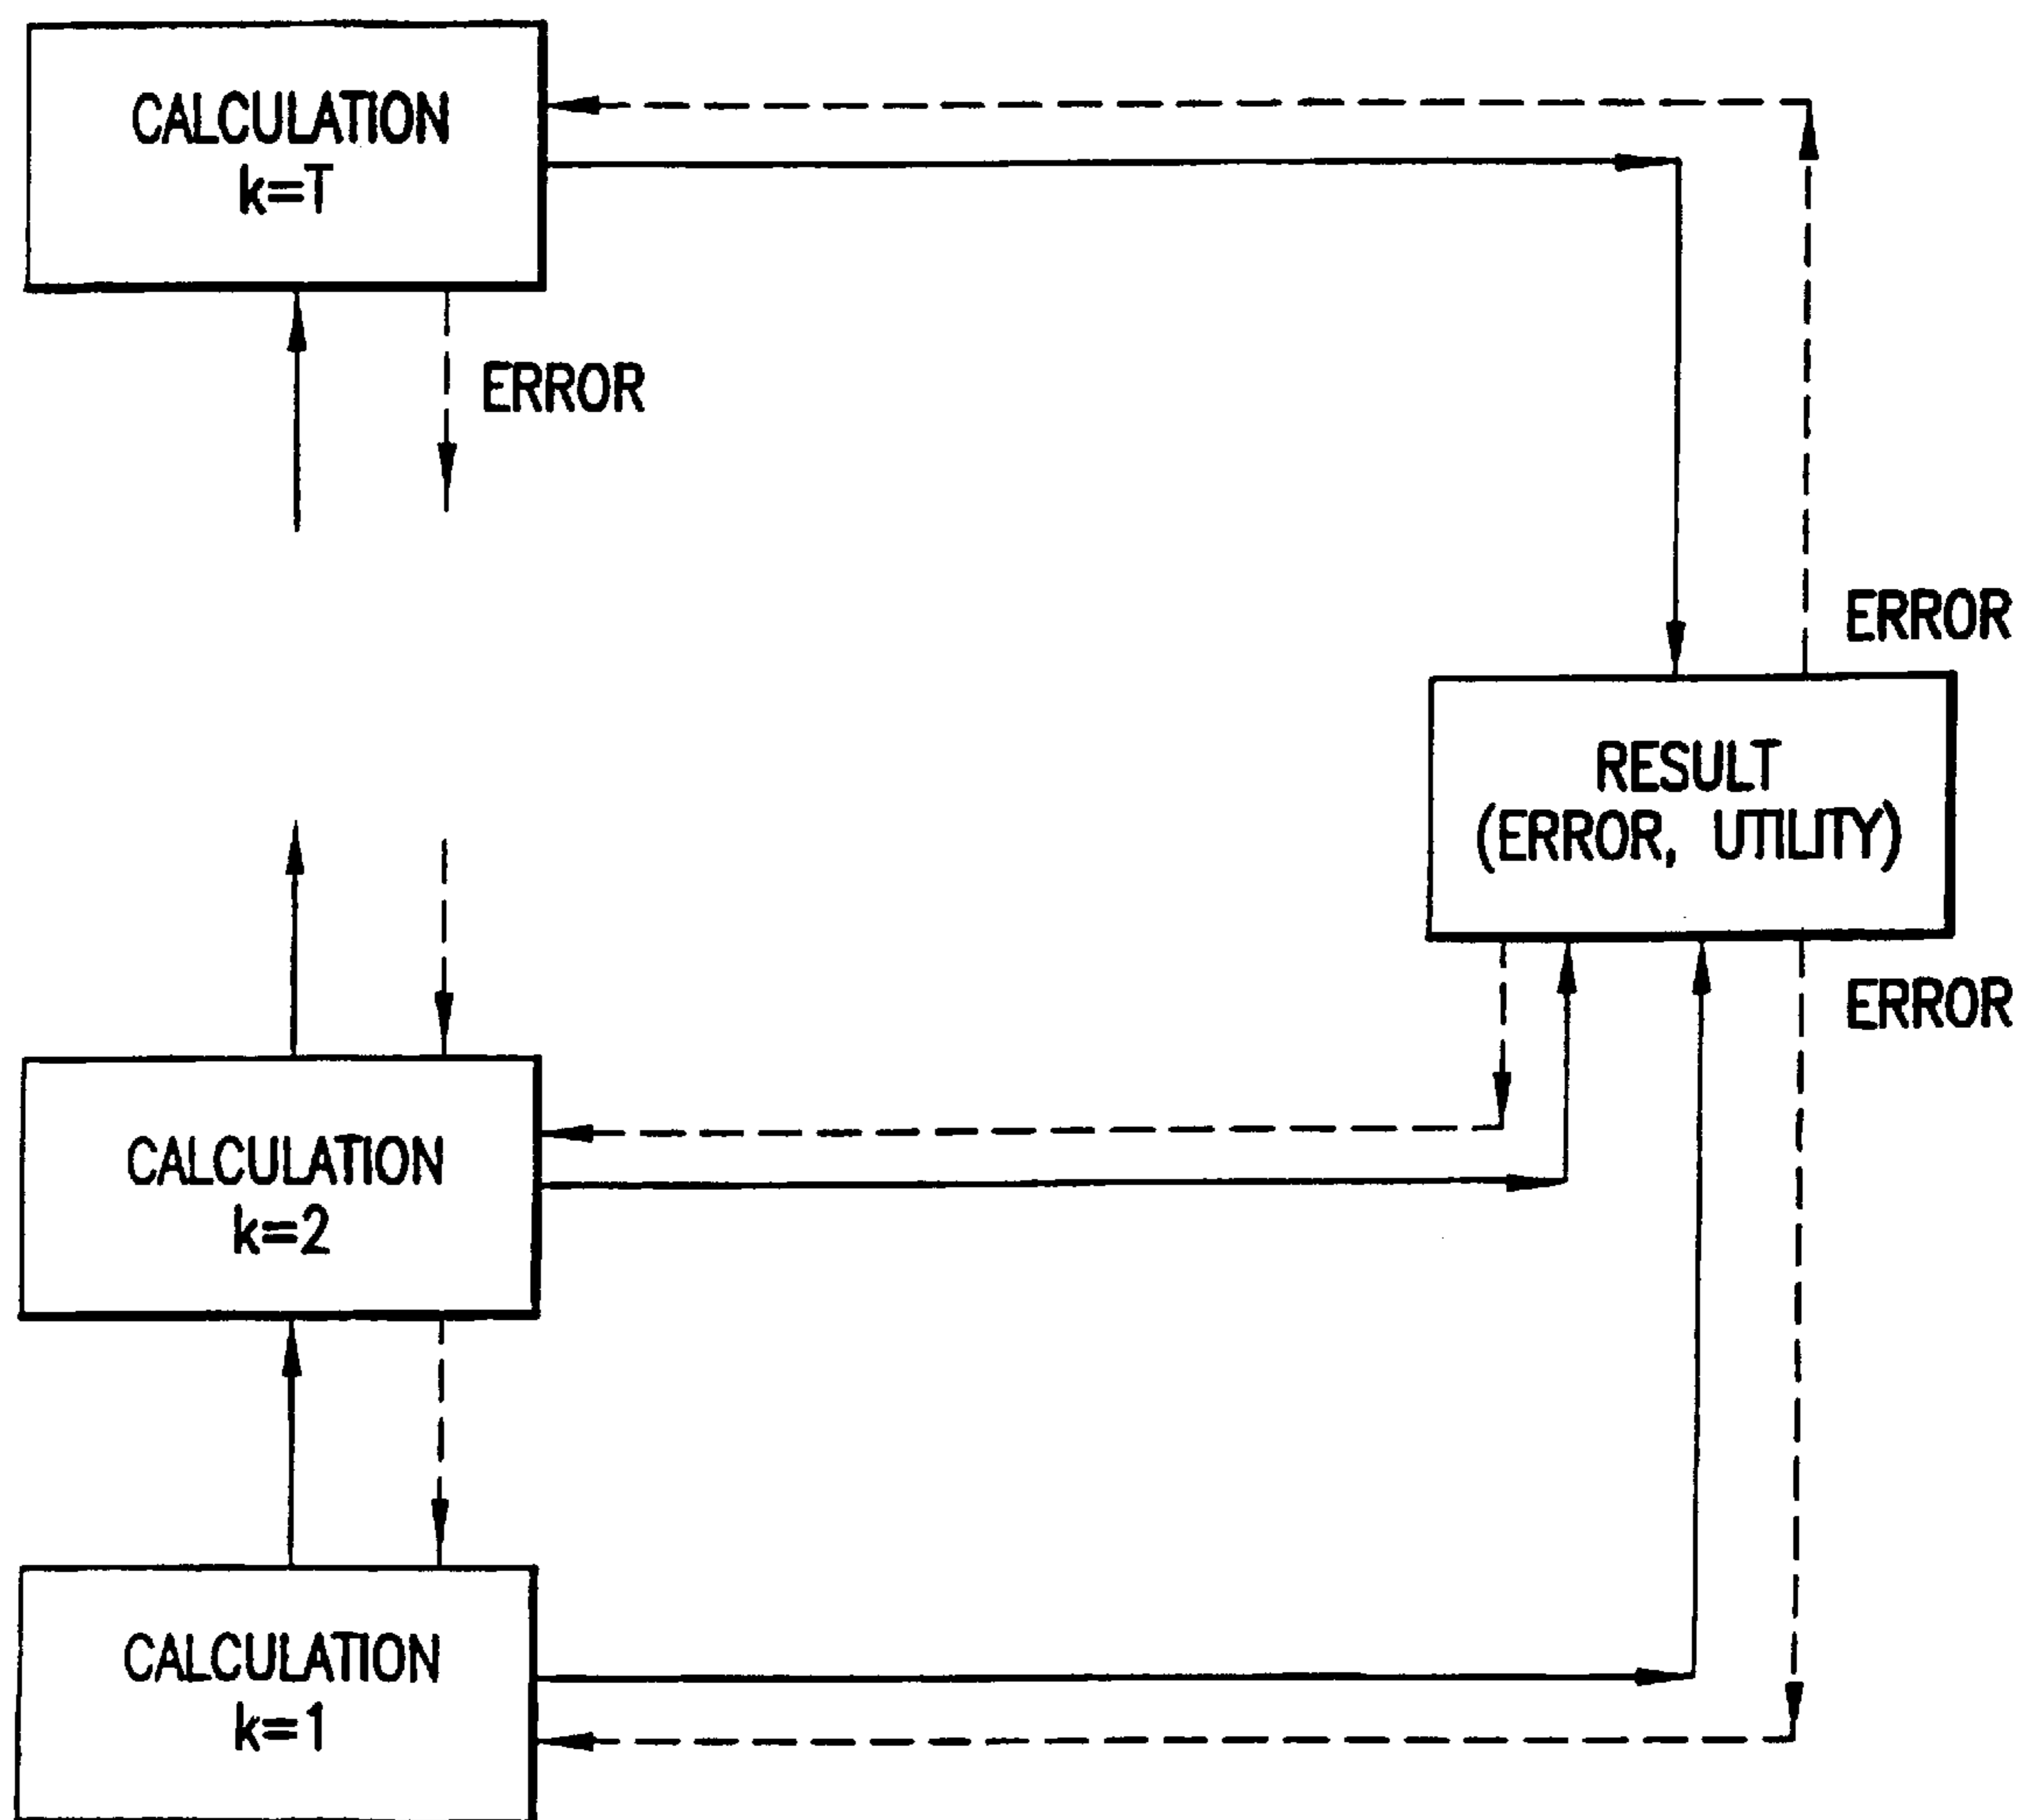 CALCULATION
k=T
ERROR
ERROR
RESULT
(ERROR, UTILITY)
ERROR
CALCULATION
k=2
CALCULATION
k=1